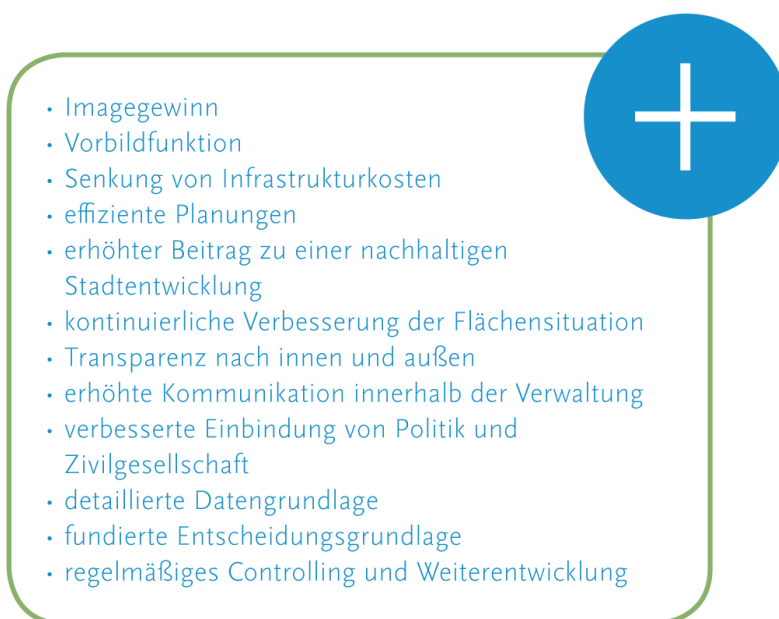 • Imagegewinn
• Vorbildfunktion
• Senkung von Infrastrukturkosten
• effiziente Planungen
• erhöhter Beitrag zu einer nachhaltigen
Stadtentwicklung
• kontinuierliche Verbesserung der Flächensituation
• Transparenz nach innen und außen
• erhöhte Kommunikation innerhalb der Verwaltung
• verbesserte Einbindung von Politik und
Zivilgesellschaft
• detaillierte Datengrundlage
• fundierte Entscheidungsgrundlage
• regelmäßiges Controlling und Weiterentwicklung